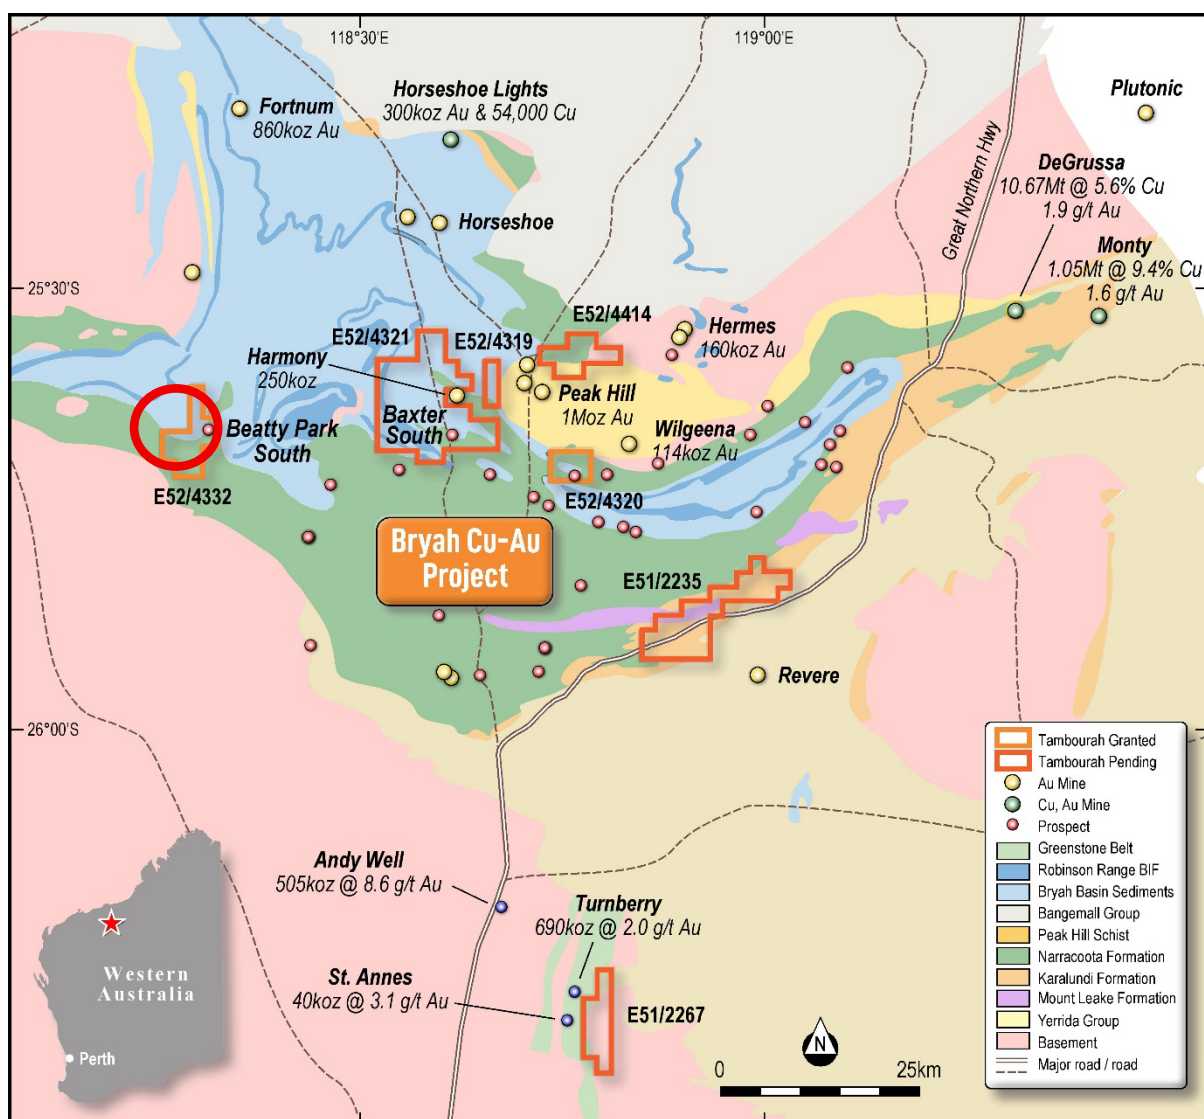 118°30'E
119°00'E
Fortnum
860koz Au
Horseshoe Lights
300koz Au & 54,000 Cu
Plutonic
Great Northern Hwy
DeGrussa
10.67Mt @ 5.6% Cu
1.9 g/t Au
Horseshoe
Monty
1.05Mt @ 9.4% Cu
1.6 g/t Au
25°30'S
E52/4321
E52/4319
E52/4414
Hermes
160koz Au
Harmony
250koz
Peak Hill
1Moz Au
Baxter
South
Beatty Park
South
Wilgeena
114koz Au
E52/4332
E52/4320
Bryah Cu-Au
Project
E51/2235
Revere
26°00'S
Andy Well
505koz @ 8.6 g/t Au
Turnberry
690koz @ 2.0 g/t Au
St. Annes
40koz @ 3.1 g/t Au
E51/2267
Western
Australia
Perth
N
0
25km
Tambourah Granted
Tambourah Pending
Au Mine
Cu, Au Mine
Prospect
Greenstone Belt
Robinson Range BIF
Bryah Basin Sediments
Bangemall Group
Peak Hill Schist
Narracoota Formation
Karalundi Formation
Mount Leake Formation
Yerrida Group
Basement
Major road / road